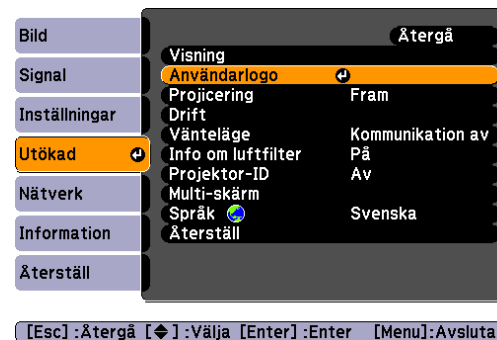 Bild
Signal
Inställningar
Utökad
Nätverk
Information
Återställ
Återgå
Visning
Användarlogo
Projicering Fram
Drift
Vänteläge Kommunikation av
Info om luftfilter På
Projektor-ID Av
Multi-skärm
Språk Svenska
Återställ
[Esc] :Återgå [◆] :Välja [Enter] :Enter [Menu]:Avsluta